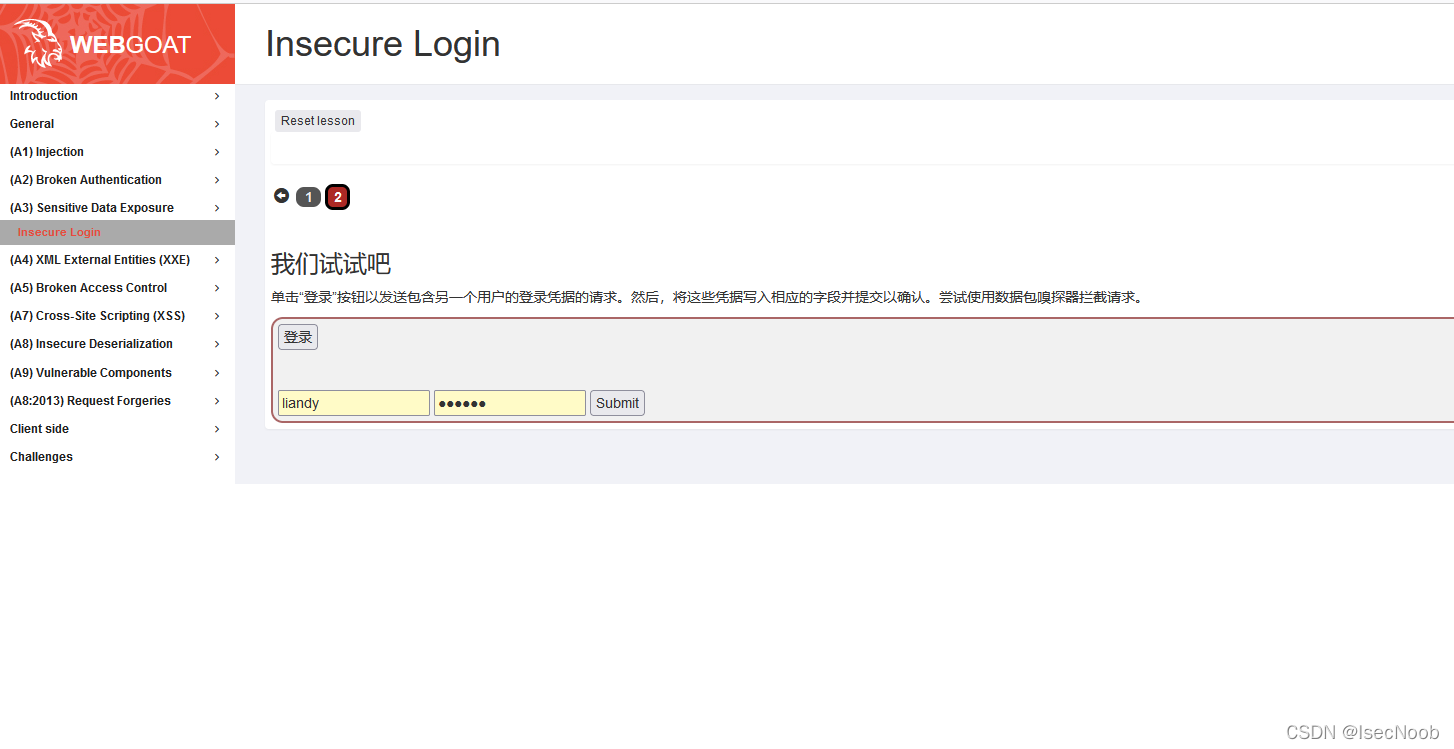 WEBGOAT
Insecure Login
Introduction
General
(A1) Injection
(A2) Broken Authentication
(A3) Sensitive Data Exposure
Insecure Login
(A4) XML External Entities (XXE)
(A5) Broken Access Control
(A7) Cross-Site Scripting (XSS)
(A8) Insecure Deserialization
(A9) Vulnerable Components
(A8:2013) Request Forgeries
Client side
Challenges
Reset lesson
1 2
我们试试吧
单击“登录”按钮以发送包含另一个用户的登录凭据的请求。然后，将这些凭据写入相应的字段并提交以确认。尝试使用数据包嗅探器拦截请求。
登录
liandy ●●●●●● Submit
CSDN @IsecNoob